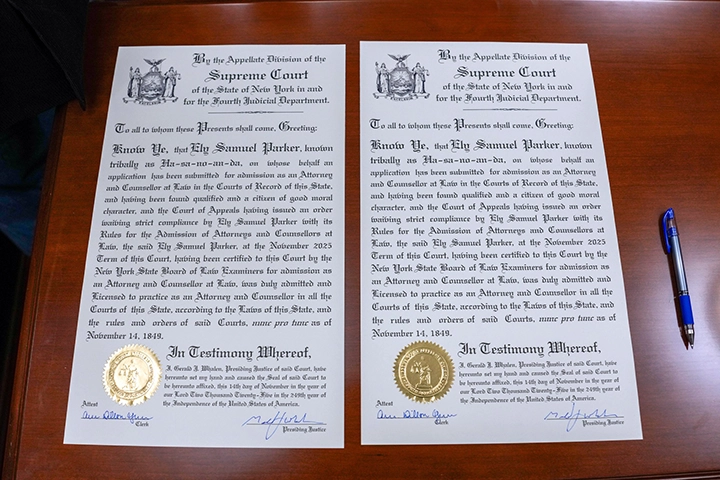 By the Appellate Division of the
Supreme Court
of the State of New York in and
for the Fourth Judicial Department.
To all to whom these Presents shall come, Greeting:
Know Ye, that Ely Samuel Parker, known
tribally as Ha-sa-no-an-da, on whose behalf an
application has been submitted for admission as an Attorney
and Counsellor at Law in the Courts of Record of this State,
and having been found qualified and a citizen of good moral
character, and the Court of Appeals having issued an order
waiving strict compliance by Ely Samuel Parker with its
Rules for the Admission of Attorneys and Counsellors at
Law, the said Ely Samuel Parker, at the November 2025
Term of this Court, having been certified to this Court by the
New York State Board of Law Examiners for admission as
an Attorney and Counsellor at Law, was duly admitted and
Licensed to practice as an Attorney and Counsellor in all the
Courts of this State, according to the Laws of this State, and
the rules and orders of said Courts, nunc pro tunc as of
November 14, 1849.
In Testimony Whereof,
I, Gerald J. Whalen, Presiding Justice of said Court, have
hereunto set my hand and caused the Seal of said Court to
be hereunto affixed, this 14th day of November in the year of
our Lord Two Thousand Twenty-Five in the 249th year of
the Independence of the United States of America.
Attest
Clerk
Presiding Justice
By the Appellate Division of the
Supreme Court
of the State of New York in and
for the Fourth Judicial Department.
To all to whom these Presents shall come, Greeting:
Know Ye, that Ely Samuel Parker, known
tribally as Ha-sa-no-an-da, on whose behalf an
application has been submitted for admission as an Attorney
and Counsellor at Law in the Courts of Record of this State,
and having been found qualified and a citizen of good moral
character, and the Court of Appeals having issued an order
waiving strict compliance by Ely Samuel Parker with its
Rules for the Admission of Attorneys and Counsellors at
Law, the said Ely Samuel Parker, at the November 2025
Term of this Court, having been certified to this Court by the
New York State Board of Law Examiners for admission as
an Attorney and Counsellor at Law, was duly admitted and
Licensed to practice as an Attorney and Counsellor in all the
Courts of this State, according to the Laws of this State, and
the rules and orders of said Courts, nunc pro tunc as of
November 14, 1849.
In Testimony Whereof,
I, Gerald J. Whalen, Presiding Justice of said Court, have
hereunto set my hand and caused the Seal of said Court to
be hereunto affixed, this 14th day of November in the year of
our Lord Two Thousand Twenty-Five in the 249th year of
the Independence of the United States of America.
Attest
Clerk
Presiding Justice